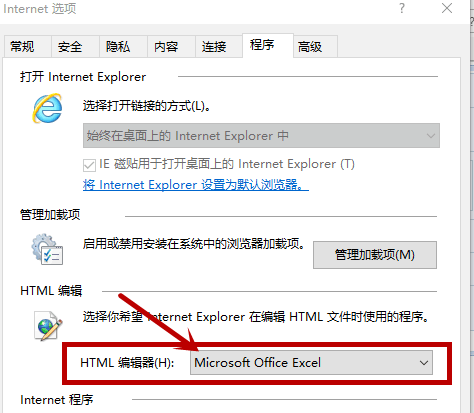 Internet 选项
? ×
常规 安全 隐私 内容 连接 程序 高级
打开 Internet Explorer
选择打开链接的方式(L)。
始终在桌面上的 Internet Explorer 中
IE 磁贴用于打开桌面上的 Internet Explorer (T)
将 Internet Explorer 设置为默认浏览器。
管理加载项
启用或禁用安装在系统中的浏览器加载项。 管理加载项(M)
HTML 编辑
选择你希望 Internet Explorer 在编辑 HTML 文件时使用的程序。
HTML 编辑器(H): Microsoft Office Excel
Internet 程序